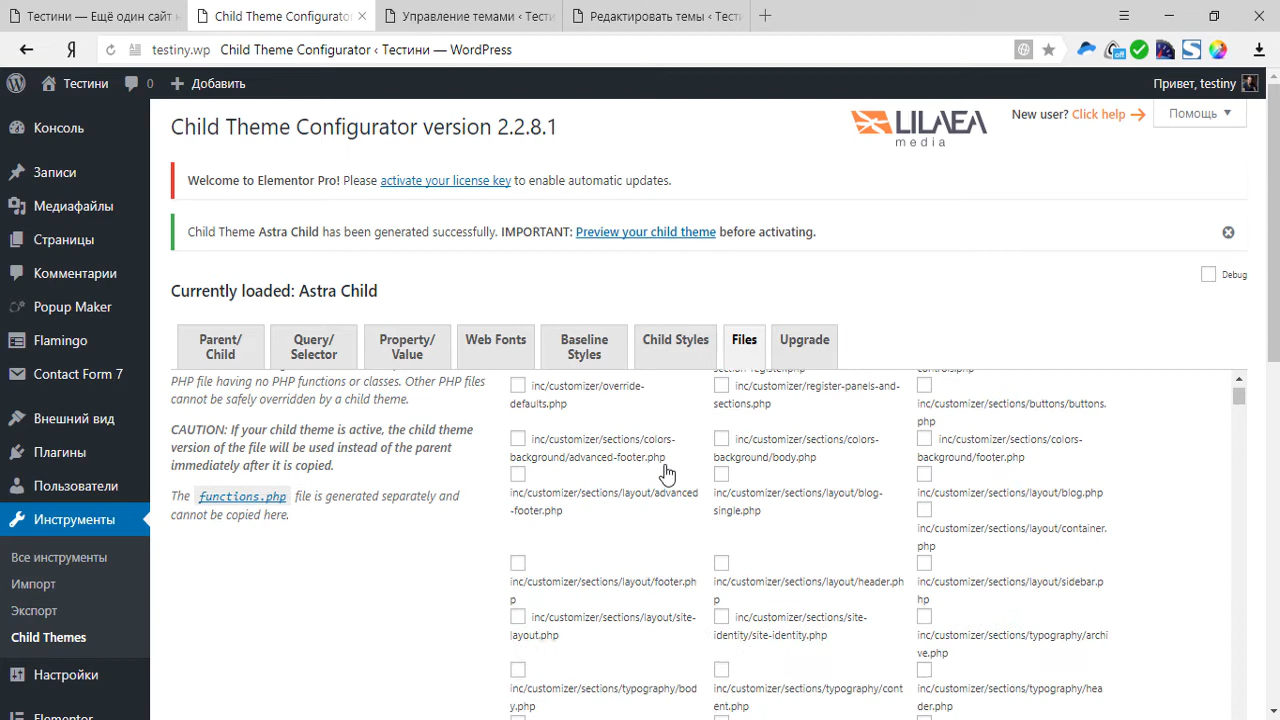 Тестини — Ещё один сайт
Child Theme Configurator
Управление темами ‹ Тести
Редактировать темы ‹ Тест
Я
testiny.wp Child Theme Configurator ‹ Тестини — WordPress
off
Тестини
0
Добавить
Привет, testiny
Консоль
Записи
Медиафайлы
Страницы
Комментарии
Popup Maker
Flamingo
Contact Form 7
Внешний вид
Плагины
Пользователи
Инструменты
Все инструменты
Импорт
Экспорт
Child Themes
Настройки
Elementor
Child Theme Configurator version 2.2.8.1
LILAEA
media
New user? Click help
Помощь
Welcome to Elementor Pro! Please activate your license key to enable automatic updates.
Child Theme Astra Child has been generated successfully. IMPORTANT: Preview your child theme before activating.
Debug
Currently loaded: Astra Child
Parent/
Child
Query/
Selector
Property/
Value
Web Fonts
Baseline
Styles
Child Styles
Files
Upgrade
PHP file having no PHP functions or classes. Other PHP files
cannot be safely overridden by a child theme.
CAUTION: If your child theme is active, the child theme
version of the file will be used instead of the parent
immediately after it is copied.
The functions.php file is generated separately and
cannot be copied here.
section-register.php
controls.php
inc/customizer/override-
defaults.php
inc/customizer/register-panels-and-
sections.php
inc/customizer/sections/buttons/buttons.
php
inc/customizer/sections/colors-
background/advanced-footer.php
inc/customizer/sections/colors-
background/body.php
inc/customizer/sections/colors-
background/footer.php
inc/customizer/sections/layout/advanced
-footer.php
inc/customizer/sections/layout/blog-
single.php
inc/customizer/sections/layout/blog.php
inc/customizer/sections/layout/container.
php
inc/customizer/sections/layout/footer.ph
p
inc/customizer/sections/layout/header.ph
p
inc/customizer/sections/layout/sidebar.p
hp
inc/customizer/sections/layout/site-
layout.php
inc/customizer/sections/site-
identity/site-identity.php
inc/customizer/sections/typography/archi
ve.php
inc/customizer/sections/typography/bod
y.php
inc/customizer/sections/typography/cont
ent.php
inc/customizer/sections/typography/hea
der.php